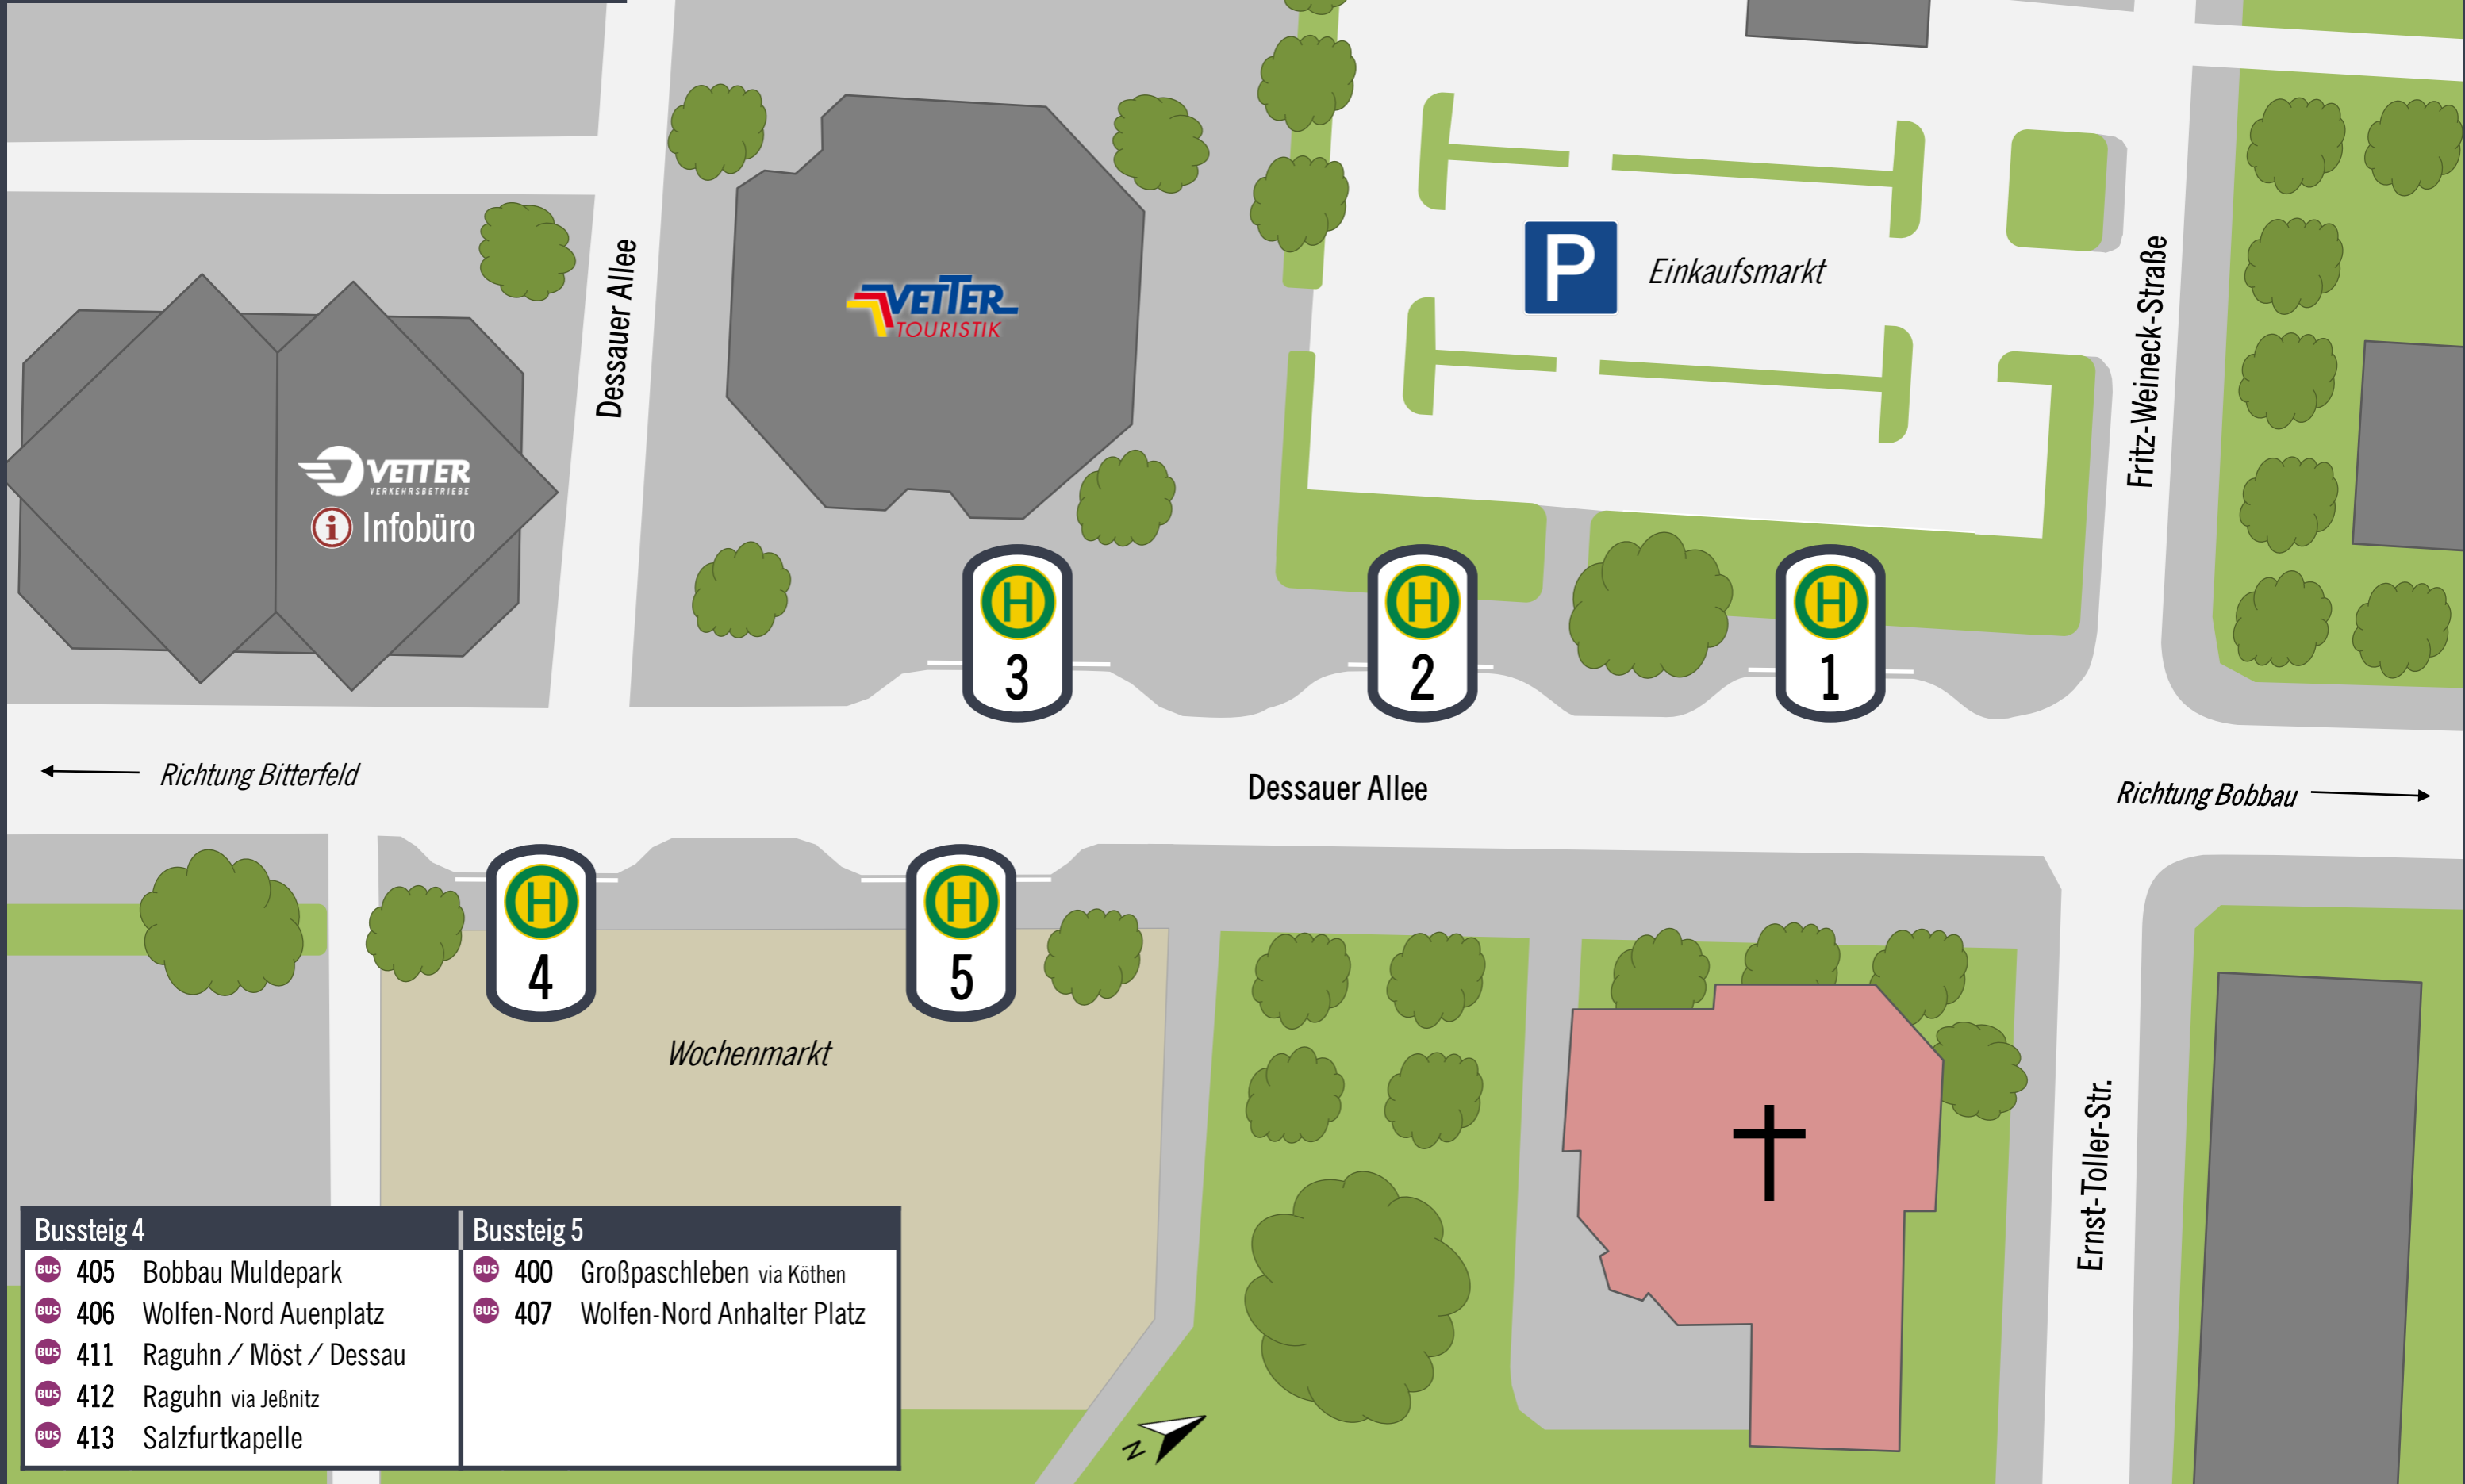 Dessauer Allee
VETTER
TOURISTIK
P
Einkaufsmarkt
Fritz-Weineck-Straße
VETTER
VERKEHRSBETRIEBE
i Infobüro
H
3
H
2
H
1
Richtung Bitterfeld
Dessauer Allee
Richtung Bobbau
H
4
H
5
Wochenmarkt
Ernst-Toller-Str.
Bussteig 4
BUS 405 Bobbau Muldepark
BUS 406 Wolfen-Nord Auenplatz
BUS 411 Raguhn / Möst / Dessau
BUS 412 Raguhn via Jeßnitz
BUS 413 Salzfurtkapelle
Bussteig 5
BUS 400 Großpaschleben via Köthen
BUS 407 Wolfen-Nord Anhalter Platz
N